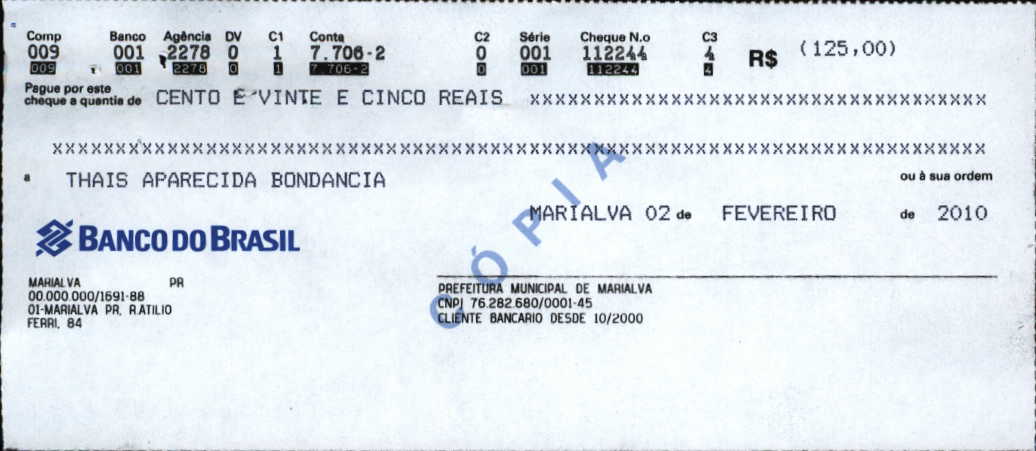 Comp Banco Agência DV C1 Conta C2 Série Cheque N.o C3
009 001 2278 0 1 7.706-2 0 001 112244 4 R$ (125,00)
009 001 2278 0 1 7.706-2 0 001 112244 4
Pague por este
cheque a quantia de CENTO E VINTE E CINCO REAIS xxxxxxxxxxxxxxxxxxxxxxxxxxxxxxxxxxxxxx
xxxxxxxxxxxxxxxxxxxxxxxxxxxxxxxxxxxxxxxxxxxxxxxxxxxxxxxxxxxxxxxxxxxxxxxxxxxxxx
a THAIS APARECIDA BONDANCIA ou à sua ordem
MARIALVA 02 de FEVEREIRO de 2010
CÓPIA
BANCO DO BRASIL
MARIALVA PR
00.000.000/1691-88
01-MARIALVA PR, R.ATILIO
FERRI, 84
PREFEITURA MUNICIPAL DE MARIALVA
CNPJ 76.282.680/0001-45
CLIENTE BANCARIO DESDE 10/2000